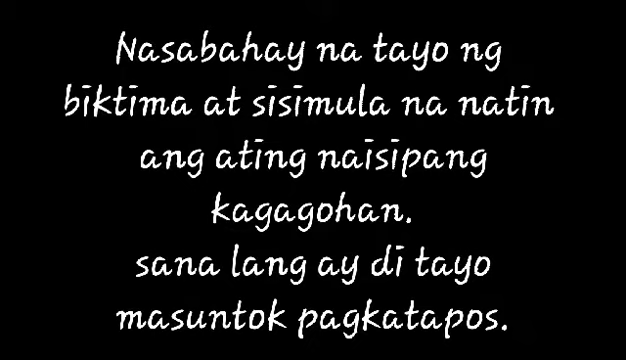 Nasabahay na tayo ng
biktima at sisimula na natin
ang ating naisipang
kagagohan.
sana lang ay di tayo
masuntok pagkatapos.